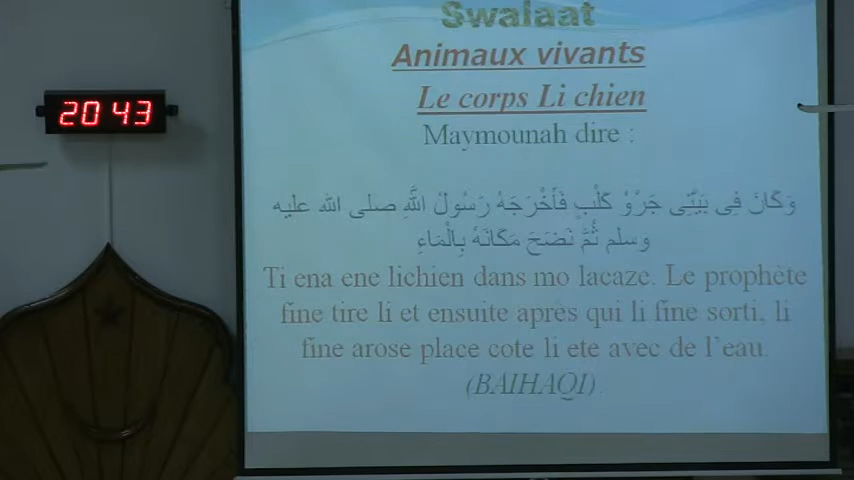 Swalaat
Animaux vivants
Le corps Li chien
Maymounah dire :
20 43
وَكَانَ فِى بَيْتِى جَرْوُ كَلْبٍ فَأَخْرَجَهُ رَسُولُ اللَّهِ صلى الله عليه
وسلم ثُمَّ نَضَحَ مَكَانَهُ بِالْمَاءِ
Ti ena ene lichien dans mo lacaze. Le prophète
fine tire li et ensuite après qui li fine sorti, li
fine arose place cote li ete avec de l'eau.
(BAIHAQI)